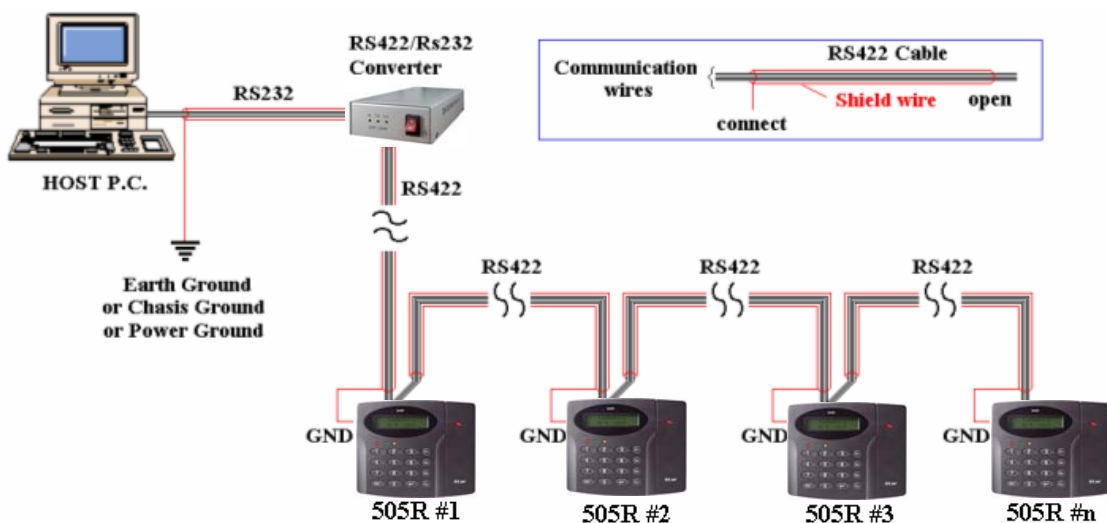 RS422/Rs232
Converter
RS232
HOST P.C.
Earth Ground
or Chasis Ground
or Power Ground
RS422 Cable
Communication
wires
Shield wire
open
connect
RS422
RS422
RS422
RS422
GND
GND
GND
GND
505R #1
505R #2
505R #3
505R #n